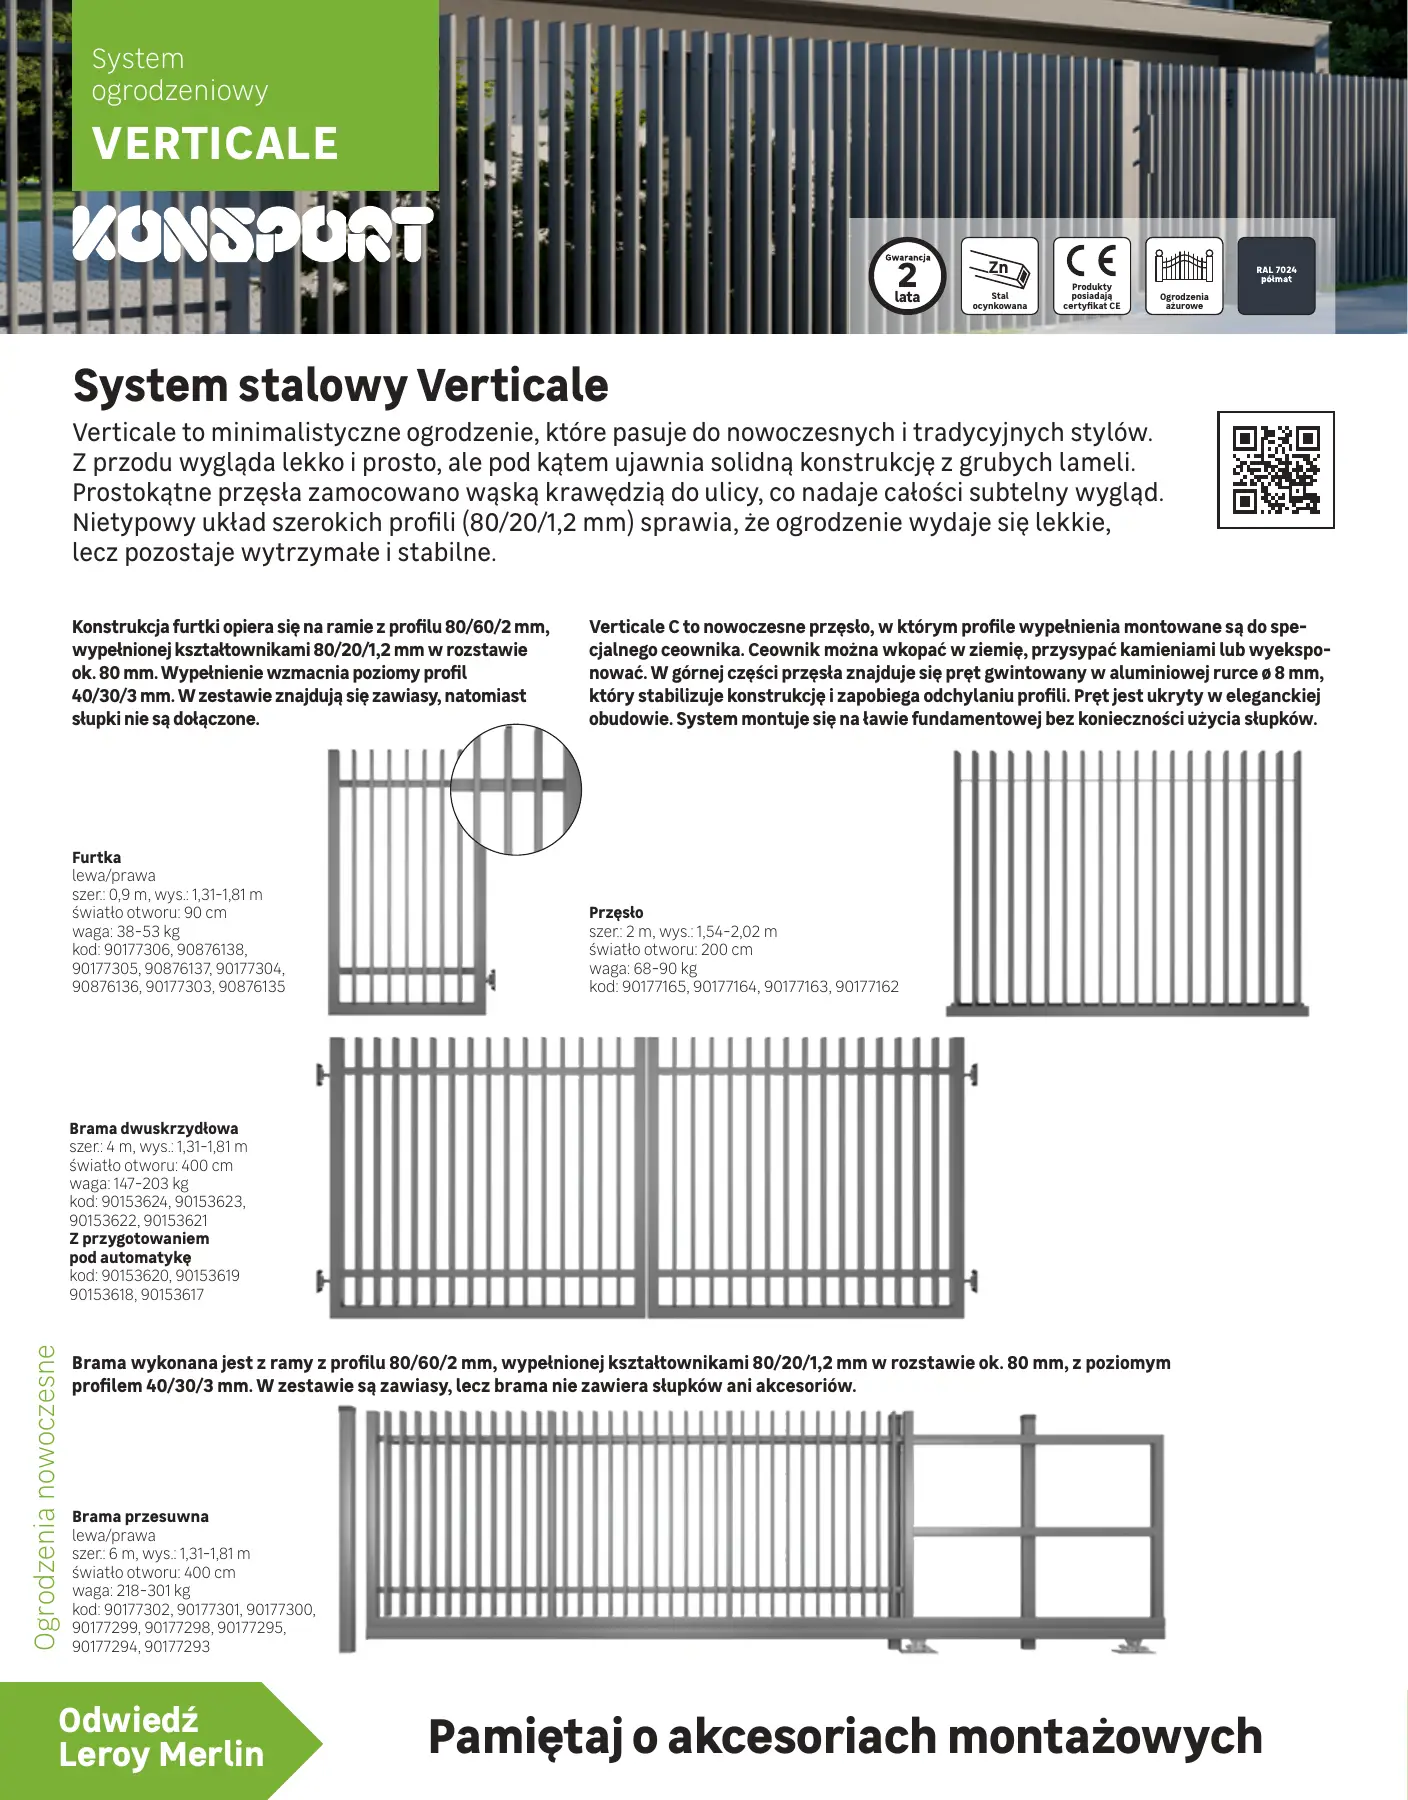 System
ogrodzeniowy
VERTICALE
KONSPORT
Gwarancja
2
lata
Zn
Stal
ocynkowana
CE
Produkty
posiadają
certyfikat CE
Ogrodzenia
ażurowe
RAL 7024
półmat
System stalowy Verticale
Verticale to minimalistyczne ogrodzenie, które pasuje do nowoczesnych i tradycyjnych stylów.
Z przodu wygląda lekko i prosto, ale pod kątem ujawnia solidną konstrukcję z grubych lameli.
Prostokątne przęsła zamocowano wąską krawędzią do ulicy, co nadaje całości subtelny wygląd.
Nietypowy układ szerokich profili (80/20/1,2 mm) sprawia, że ogrodzenie wydaje się lekkie,
lecz pozostaje wytrzymałe i stabilne.
Konstrukcja furtki opiera się na ramie z profilu 80/60/2 mm,
wypełnionej kształtownikami 80/20/1,2 mm w rozstawie
ok. 80 mm. Wypełnienie wzmacnia poziomy profil
40/30/3 mm. W zestawie znajdują się zawiasy, natomiast
słupki nie są dołączone.
Verticale C to nowoczesne przęsło, w którym profile wypełnienia montowane są do spe-
cjalnego ceownika. Ceownik można wkopać w ziemię, przysypać kamieniami lub wyekspo-
nować. W górnej części przęsła znajduje się pręt gwintowany w aluminiowej rurce ø 8 mm,
który stabilizuje konstrukcję i zapobiega odchylaniu profili. Pręt jest ukryty w eleganckiej
obudowie. System montuje się na ławie fundamentowej bez konieczności użycia słupków.
Furtka
lewa/prawa
szer.: 0,9 m, wys.: 1,31-1,81 m
światło otworu: 90 cm
waga: 38-53 kg
kod: 90177306, 90876138,
90177305, 90876137, 90177304,
90876136, 90177303, 90876135
Przęsło
szer.: 2 m, wys.: 1,54-2,02 m
światło otworu: 200 cm
waga: 68-90 kg
kod: 90177165, 90177164, 90177163, 90177162
Brama dwuskrzydłowa
szer.: 4 m, wys.: 1,31-1,81 m
światło otworu: 400 cm
waga: 147-203 kg
kod: 90153624, 90153623,
90153622, 90153621
Z przygotowaniem
pod automatykę
kod: 90153620, 90153619
90153618, 90153617
Brama wykonana jest z ramy z profilu 80/60/2 mm, wypełnionej kształtownikami 80/20/1,2 mm w rozstawie ok. 80 mm, z poziomym
profilem 40/30/3 mm. W zestawie są zawiasy, lecz brama nie zawiera słupków ani akcesoriów.
Brama przesuwna
lewa/prawa
szer.: 6 m, wys.: 1,31-1,81 m
światło otworu: 400 cm
waga: 218-301 kg
kod: 90177302, 90177301, 90177300,
90177299, 90177298, 90177295,
90177294, 90177293
Ogrodzenia nowoczesne
Odwiedź
Leroy Merlin
Pamiętaj o akcesoriach montażowych